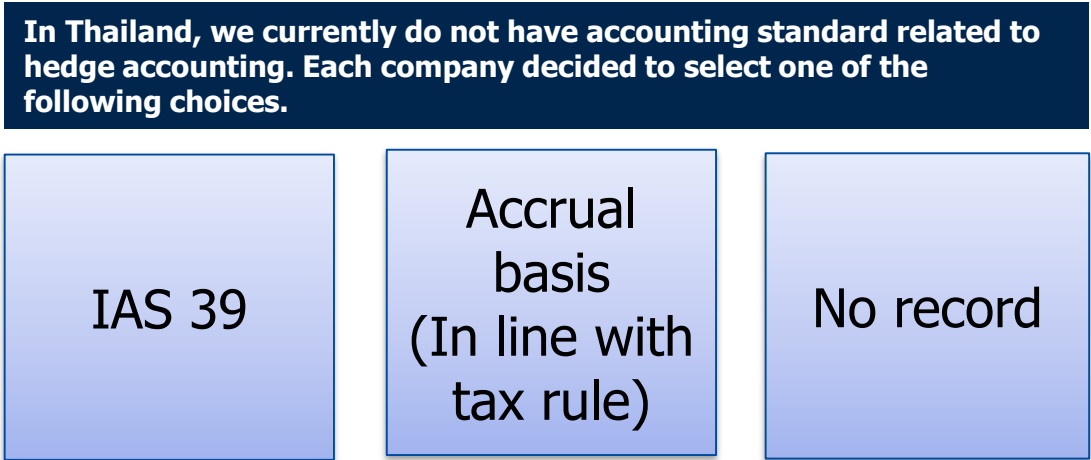 In Thailand, we currently do not have accounting standard related to
hedge accounting. Each company decided to select one of the
following choices.
IAS 39
Accrual
basis
(In line with
tax rule)
No record